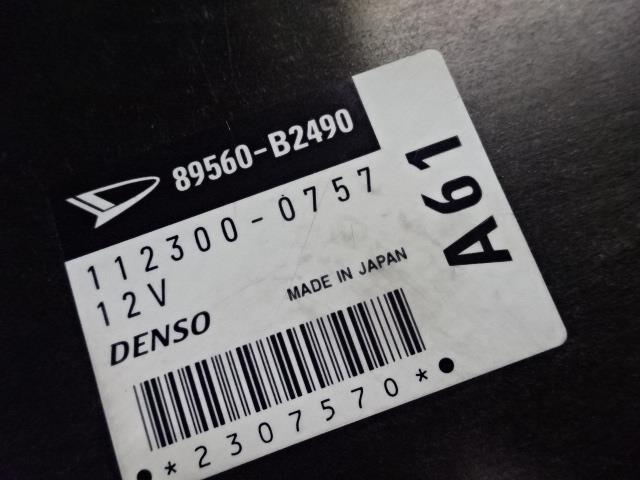 89560-B2490
112300-0757
12V
DENSO
MADE IN JAPAN
A61
*2307570*